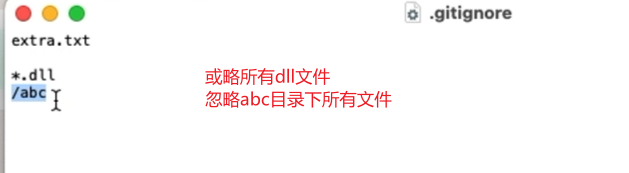 .gitignore
extra.txt
*.dll
或略所有dll文件
/abc
忽略abc目录下所有文件